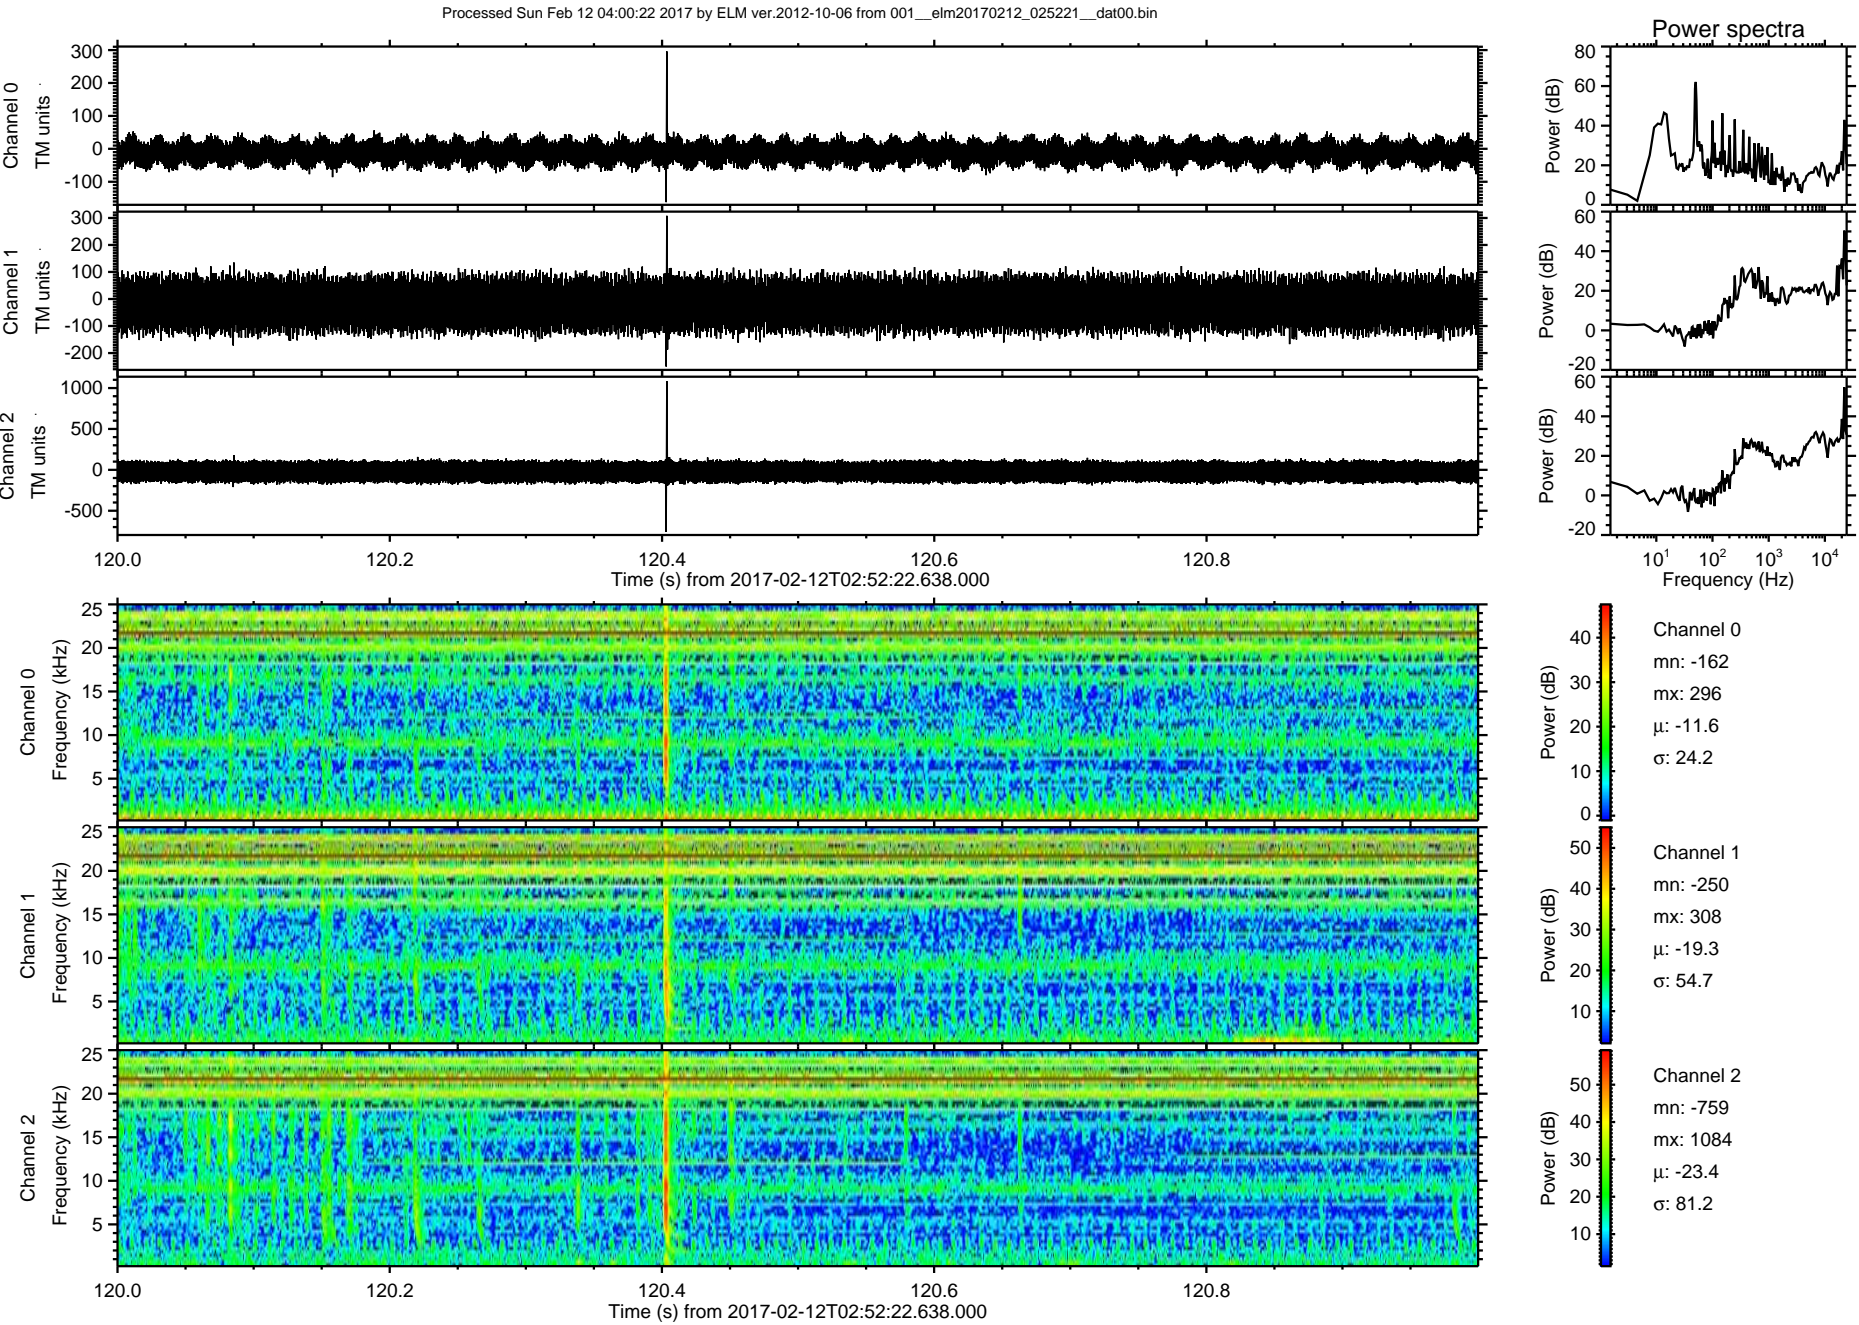 Processed Sun Feb 12 04:00:22 2017 by ELM ver.2012-10-06 from 001__elm20170212_025221__dat00.bin
Power spectra
Channel 0
TM units
300
200
100
0
-100
Power (dB)
80
60
40
20
0
Channel 1
TM units
300
200
100
0
-100
-200
Power (dB)
60
40
20
0
-20
Channel 2
TM units
1000
500
0
-500
Power (dB)
60
40
20
0
-20
120.0 120.2 120.4 120.6 120.8
Time (s) from 2017-02-12T02:52:22.638.000
10¹ 10² 10³ 10⁴
Frequency (Hz)
Channel 0
Frequency (kHz)
25
20
15
10
5
Power (dB)
40
30
20
10
0
Channel 0
mn: -162
mx: 296
μ: -11.6
σ: 24.2
Channel 1
Frequency (kHz)
25
20
15
10
5
Power (dB)
50
40
30
20
10
Channel 1
mn: -250
mx: 308
μ: -19.3
σ: 54.7
Channel 2
Frequency (kHz)
25
20
15
10
5
Power (dB)
50
40
30
20
10
Channel 2
mn: -759
mx: 1084
μ: -23.4
σ: 81.2
120.0 120.2 120.4 120.6 120.8
Time (s) from 2017-02-12T02:52:22.638.000